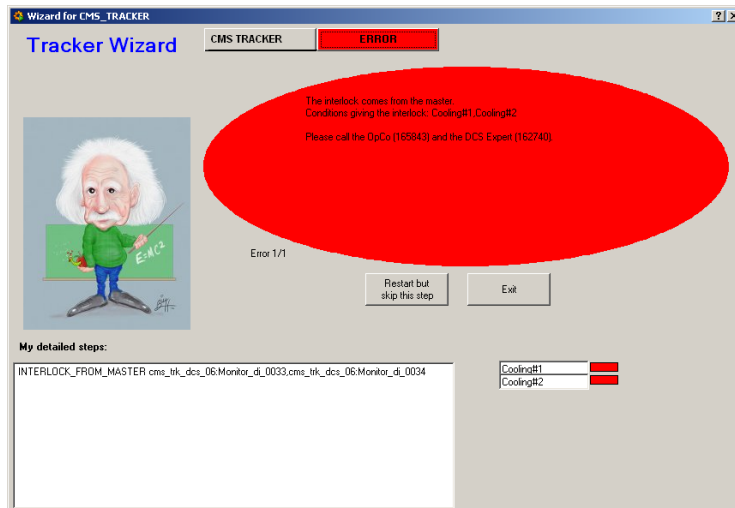 Wizard for CMS_TRACKER
Tracker Wizard
CMS TRACKER
ERROR
The interlock comes from the master.
Conditions giving the interlock: Cooling#1,Cooling#2
Please call the OpCo (165843) and the DCS Expert (162740).
E=MC2
Error 1/1
Restart but
skip this step
Exit
My detailed steps:
INTERLOCK_FROM_MASTER cms_trk_dcs_06:Monitor_di_0033,cms_trk_dcs_06:Monitor_di_0034
Cooling#1
Cooling#2